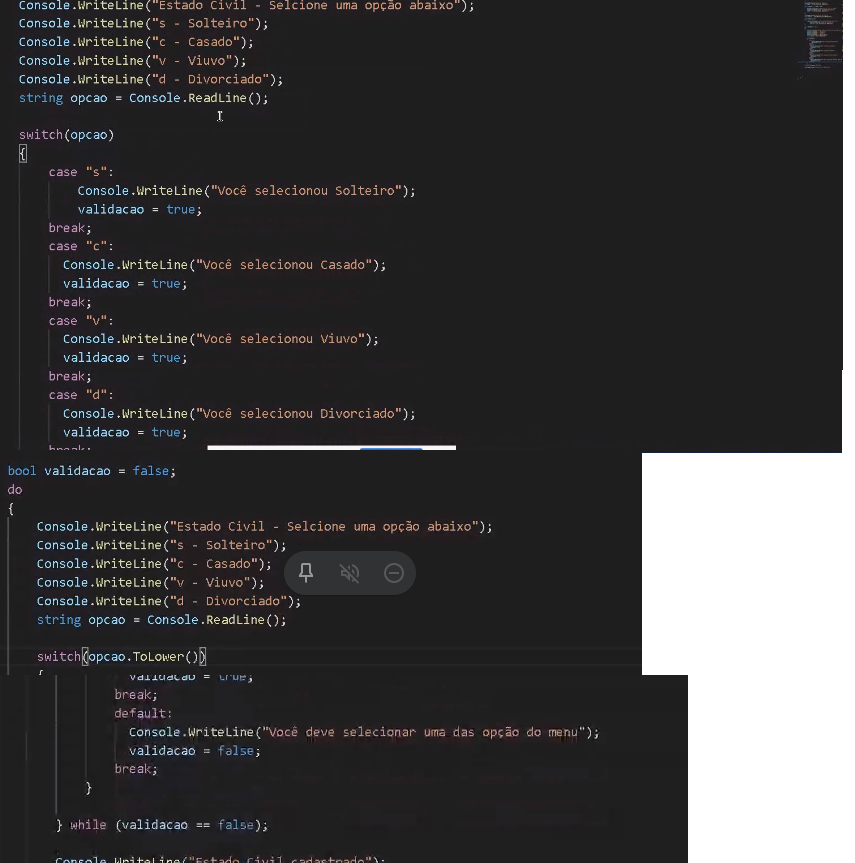 Console.WriteLine("Estado Civil - Selcione uma opção abaixo");
Console.WriteLine("s - Solteiro");
Console.WriteLine("c - Casado");
Console.WriteLine("v - Viuvo");
Console.WriteLine("d - Divorciado");
string opcao = Console.ReadLine();
switch(opcao)
{
case "s":
Console.WriteLine("Você selecionou Solteiro");
validacao = true;
break;
case "c":
Console.WriteLine("Você selecionou Casado");
validacao = true;
break;
case "v":
Console.WriteLine("Você selecionou Viuvo");
validacao = true;
break;
case "d":
Console.WriteLine("Você selecionou Divorciado");
validacao = true;
break;
bool validacao = false;
do
{
Console.WriteLine("Estado Civil - Selcione uma opção abaixo");
Console.WriteLine("s - Solteiro");
Console.WriteLine("c - Casado");
Console.WriteLine("v - Viuvo");
Console.WriteLine("d - Divorciado");
string opcao = Console.ReadLine();
switch(opcao.ToLower())
{
validacao = true;
break;
default:
Console.WriteLine("Você deve selecionar uma das opção do menu");
validacao = false;
break;
}
} while (validacao == false);
Console.WriteLine("Estado Civil cadastrado");